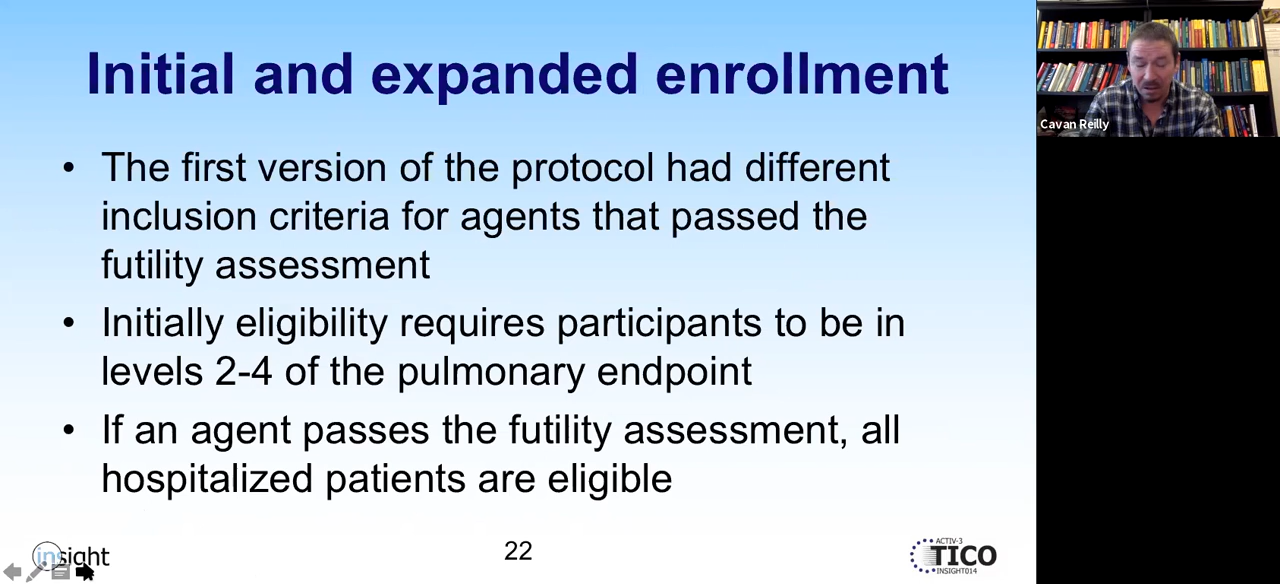 Initial and expanded enrollment
• The first version of the protocol had different
inclusion criteria for agents that passed the
futility assessment
• Initially eligibility requires participants to be in
levels 2-4 of the pulmonary endpoint
• If an agent passes the futility assessment, all
hospitalized patients are eligible
insight
22
ACTIV-3
TICO
INSIGHT014
Cavan Reilly